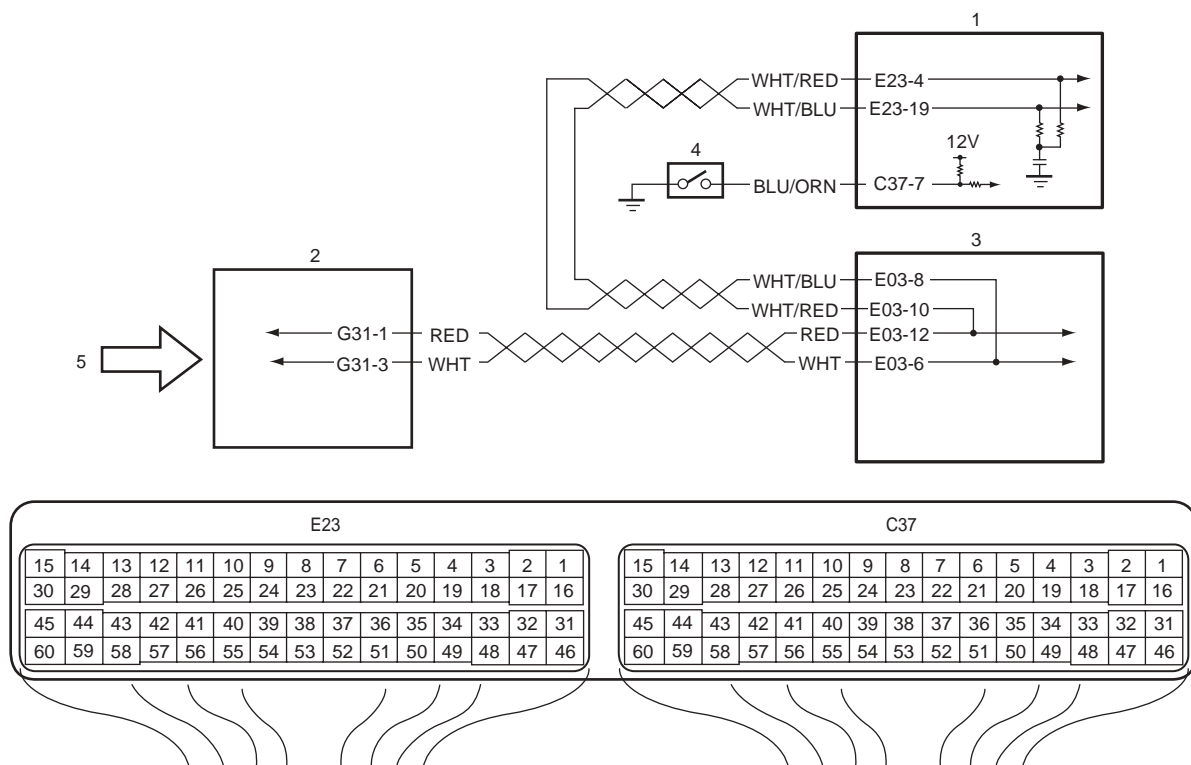 1
WHT/RED E23-4
WHT/BLU E23-19
12V
4
BLU/ORN C37-7
3
2
WHT/BLU E03-8
WHT/RED E03-10
G31-1 RED RED E03-12
5
G31-3 WHT WHT E03-6
E23 C37
15 14 13 12 11 10 9 8 7 6 5 4 3 2 1 15 14 13 12 11 10 9 8 7 6 5 4 3 2 1
30 29 28 27 26 25 24 23 22 21 20 19 18 17 16 30 29 28 27 26 25 24 23 22 21 20 19 18 17 16
45 44 43 42 41 40 39 38 37 36 35 34 33 32 31 45 44 43 42 41 40 39 38 37 36 35 34 33 32 31
60 59 58 57 56 55 54 53 52 51 50 49 48 47 46 60 59 58 57 56 55 54 53 52 51 50 49 48 47 46